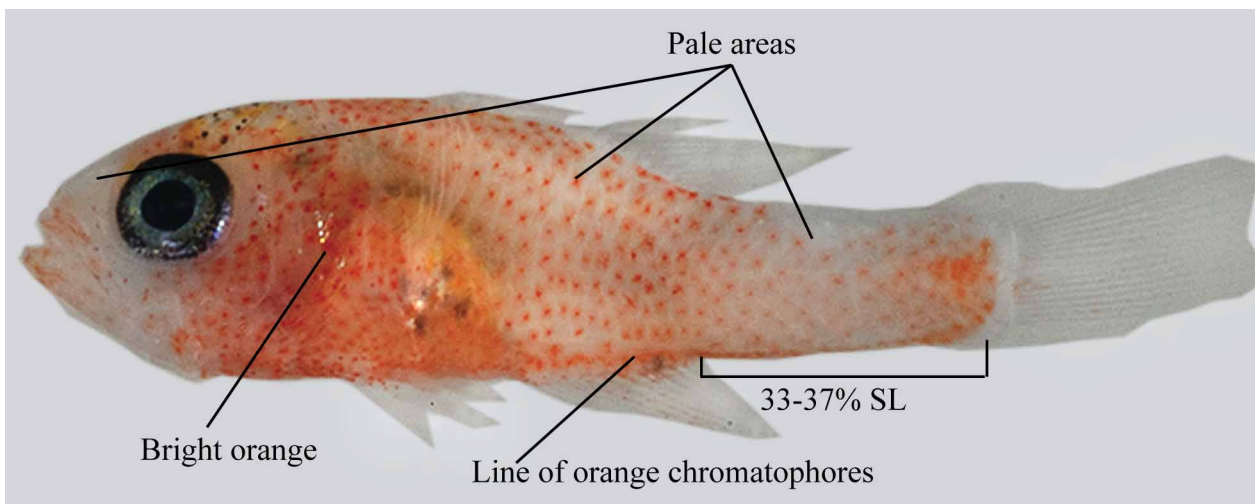 Pale areas
33-37% SL
Bright orange
Line of orange chromatophores